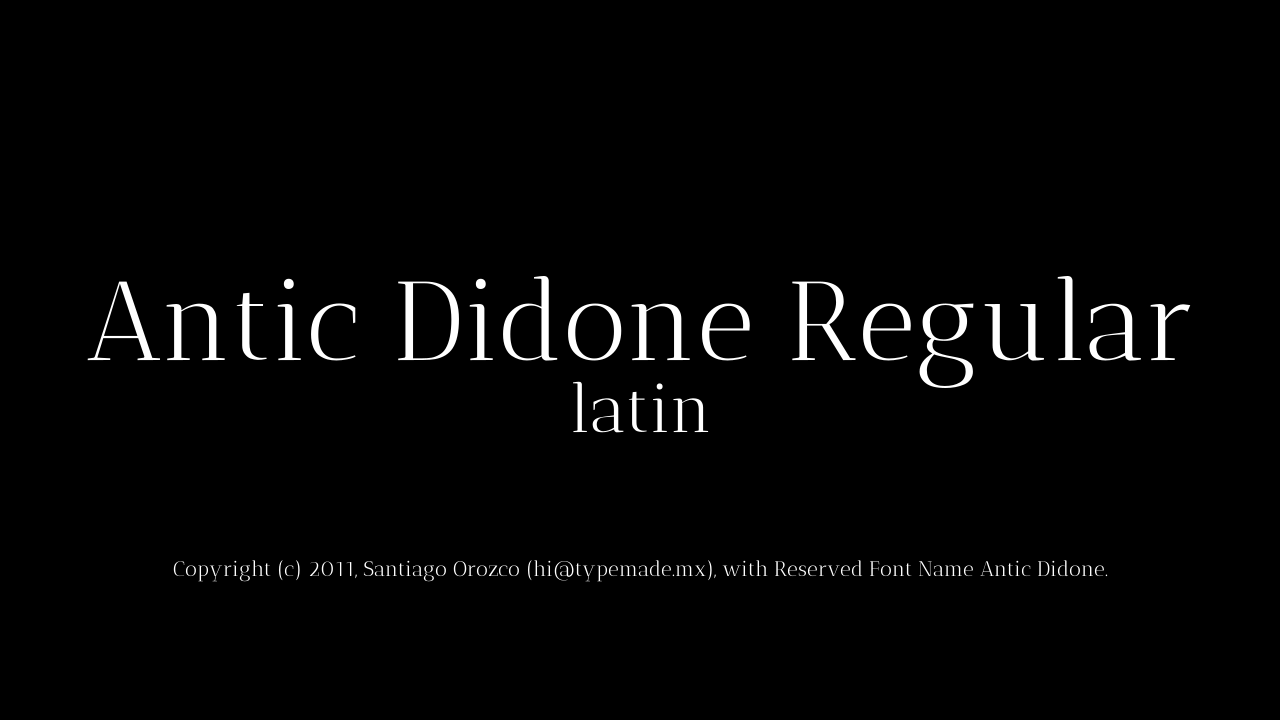 Antic Didone Regular
latin
Copyright (c) 2011, Santiago Orozco (hi@typemade.mx), with Reserved Font Name Antic Didone.